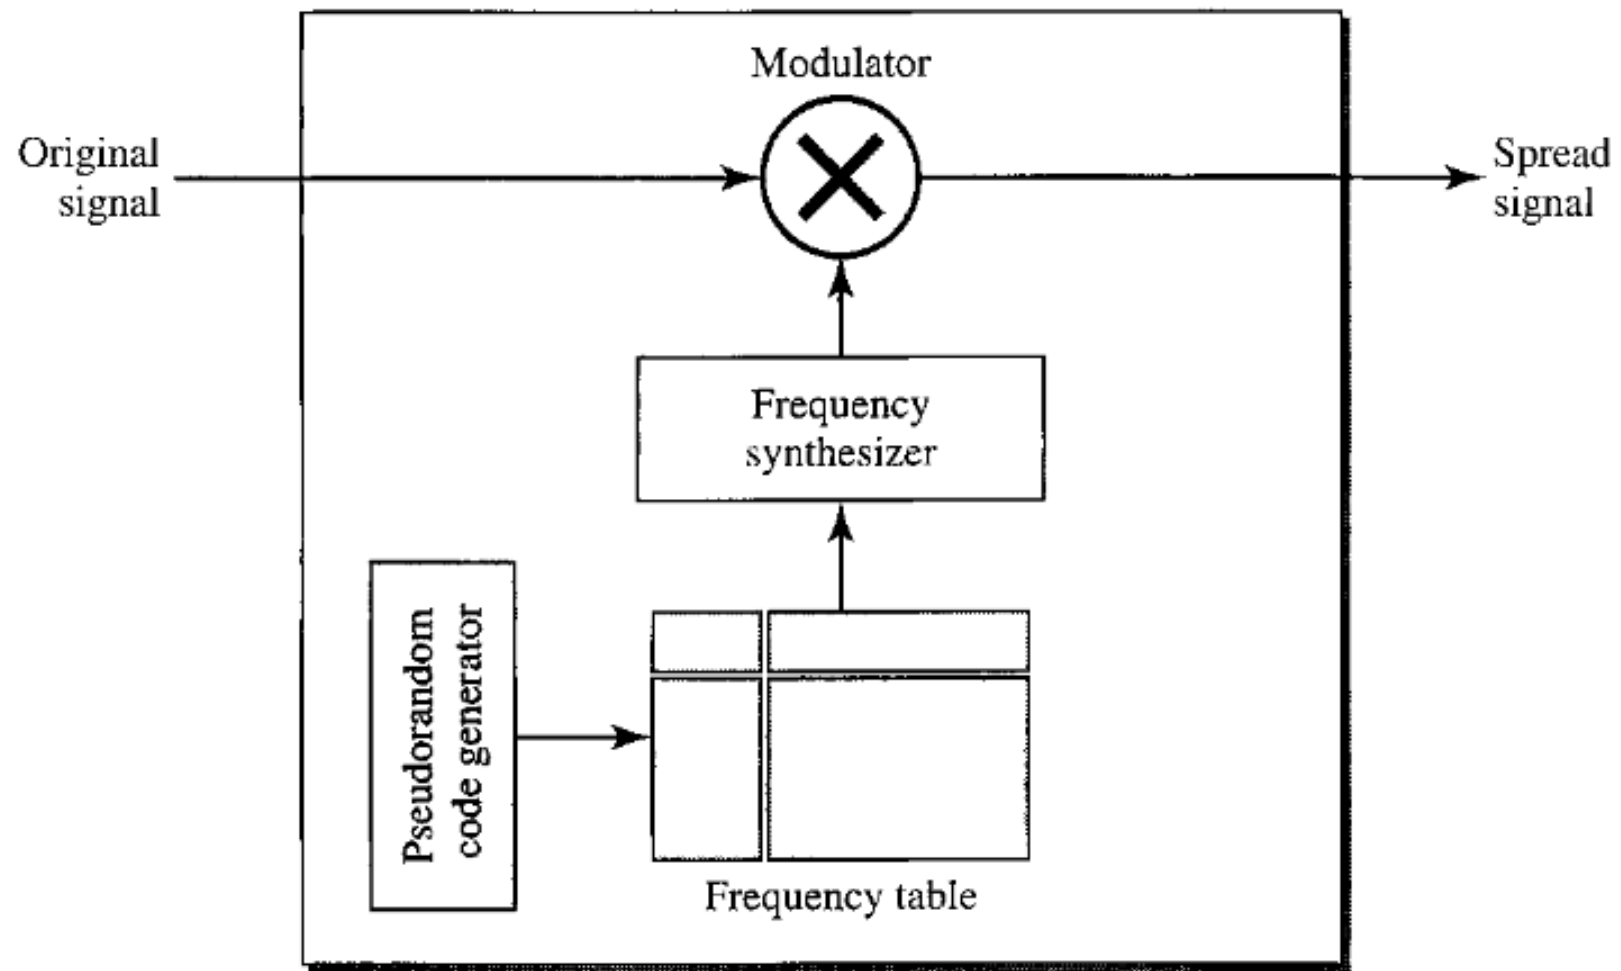 Modulator
Original
signal
Spread
signal
Frequency
synthesizer
Pseudorandom
code generator
Frequency table